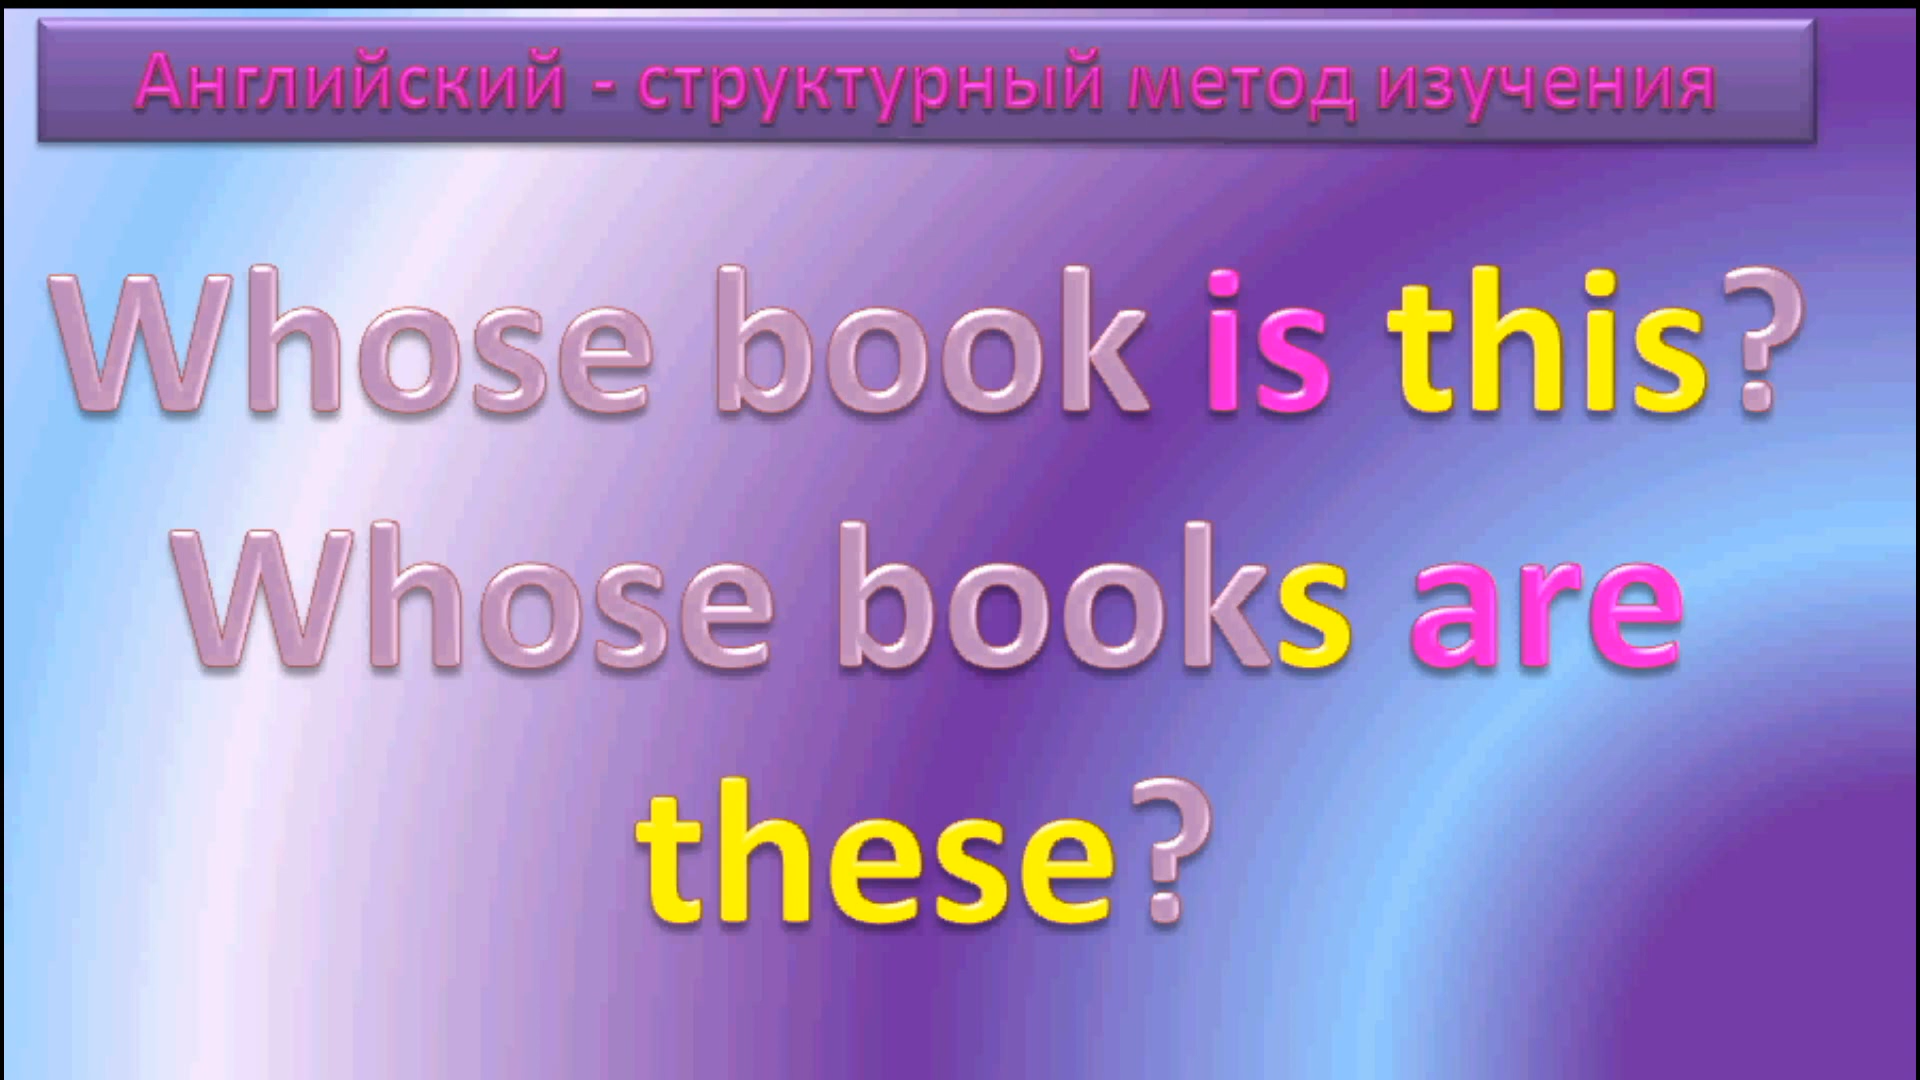 Английский - структурный метод изучения
Whose book is this?
Whose books are
these?